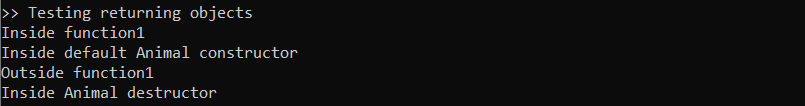 >> Testing returning objects
Inside function1
Inside default Animal constructor
Outside function1
Inside Animal destructor